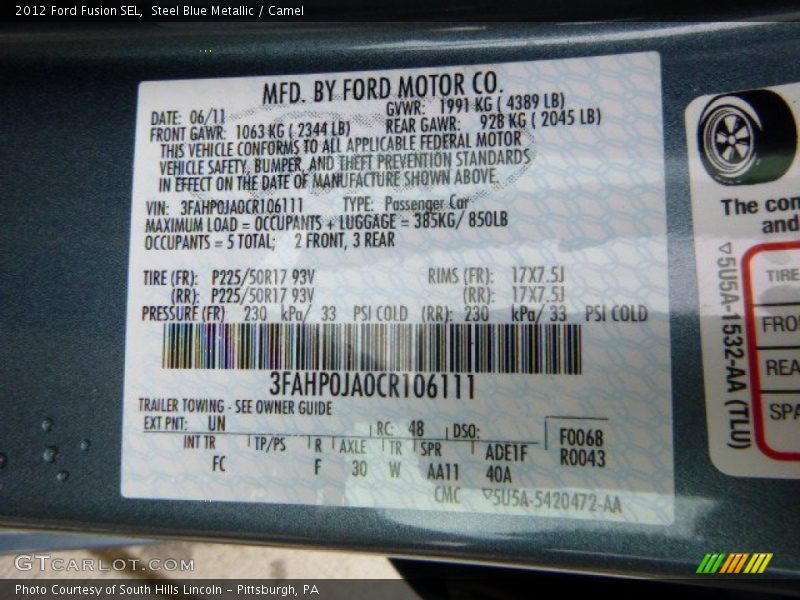 2012 Ford Fusion SEL, Steel Blue Metallic / Camel
MFD. BY FORD MOTOR CO.
DATE: 06/11 GVWR: 1991 KG ( 4389 LB)
FRONT GAWR: 1063 KG ( 2344 LB) REAR GAWR: 928 KG ( 2045 LB)
THIS VEHICLE CONFORMS TO ALL APPLICABLE FEDERAL MOTOR
VEHICLE SAFETY, BUMPER, AND THEFT PREVENTION STANDARDS
IN EFFECT ON THE DATE OF MANUFACTURE SHOWN ABOVE.
VIN: 3FAHP0JA0CR106111 TYPE: Passenger Car
MAXIMUM LOAD = OCCUPANTS + LUGGAGE = 385KG/ 850LB
OCCUPANTS = 5 TOTAL; 2 FRONT, 3 REAR
TIRE (FR): P225/50R17 93V RIMS (FR): 17X7.5J
(RR): P225/50R17 93V (RR): 17X7.5J
PRESSURE (FR) 230 kPa/ 33 PSI COLD (RR): 230 kPa/ 33 PSI COLD
3FAHP0JA0CR106111
TRAILER TOWING - SEE OWNER GUIDE
EXT PNT: UN RC: 48 DSO: F0068
INT TR TP/PS R AXLE TR SPR ADE1F R0043
FC F 30 W AA11 40A
CMC ▽5U5A-5420472-AA
The con
and
▽5U5A-1532-AA (TLU)
TIRE
FRO
REA
SPA
GTCARLOT.COM
Photo Courtesy of South Hills Lincoln - Pittsburgh, PA